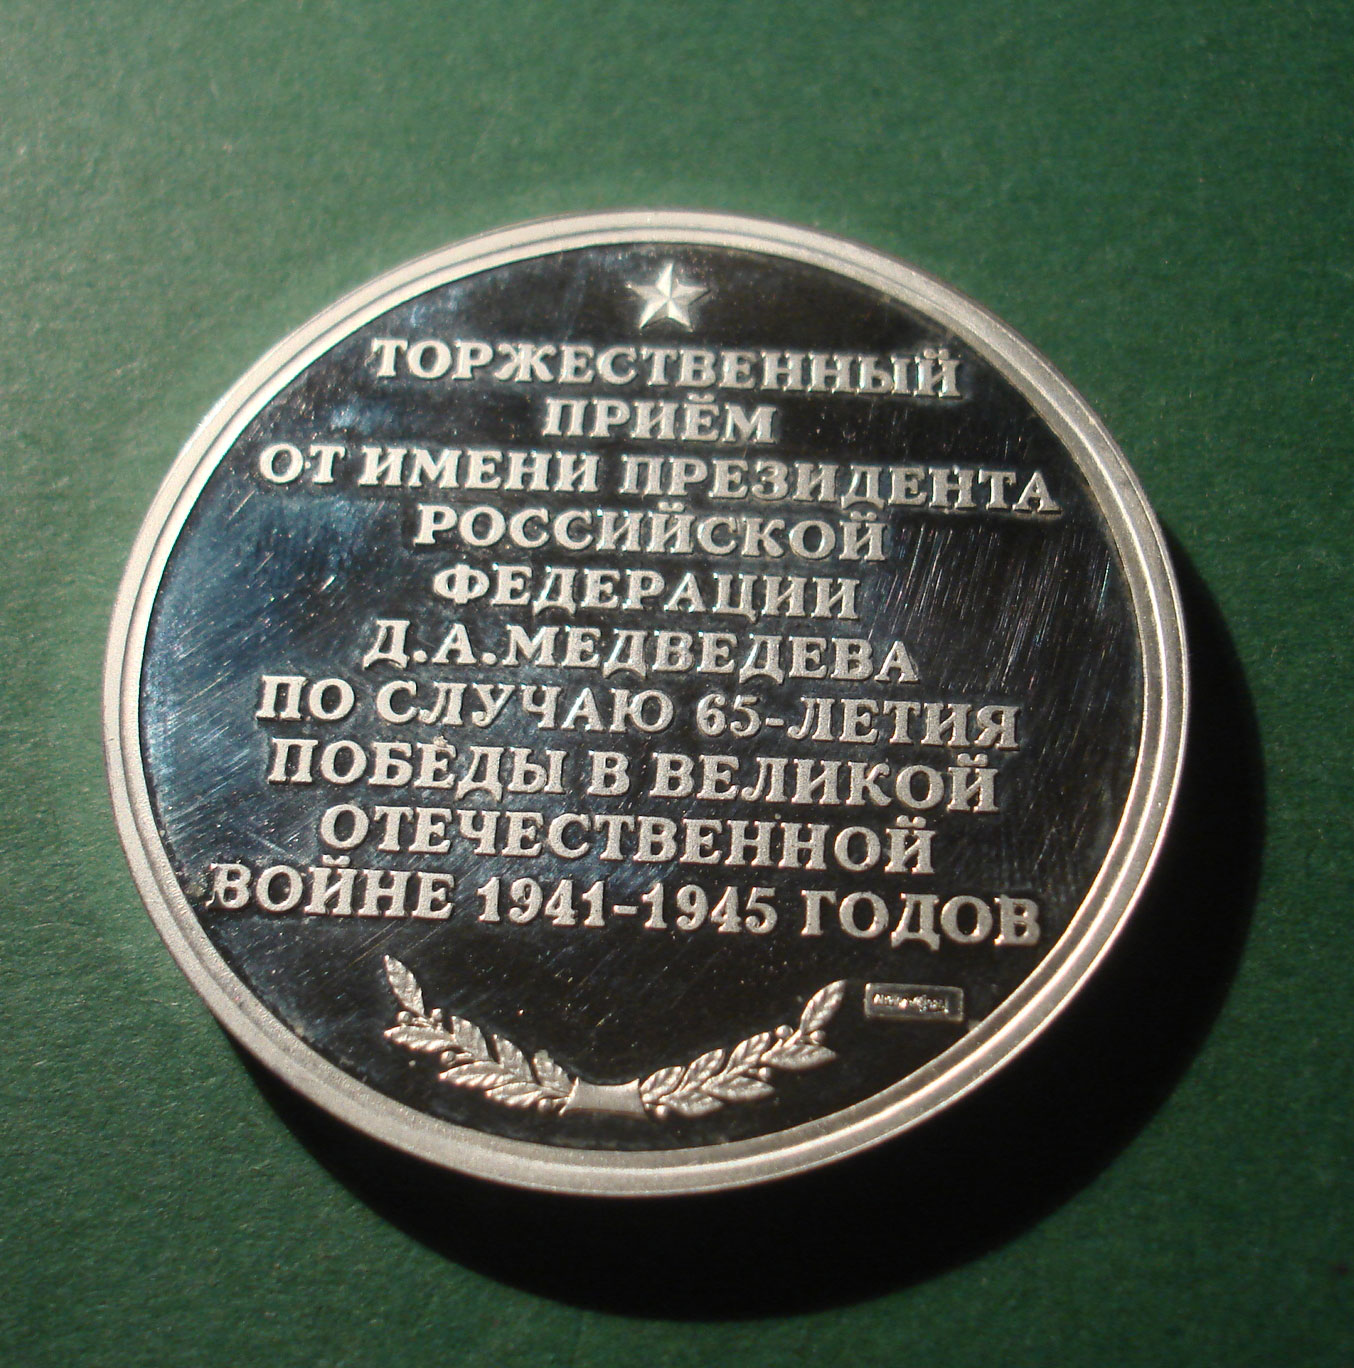 ТОРЖЕСТВЕННЫЙ
ПРИЁМ
ОТ ИМЕНИ ПРЕЗИДЕНТА
РОССИЙСКОЙ
ФЕДЕРАЦИИ
Д.А.МЕДВЕДЕВА
ПО СЛУЧАЮ 65-ЛЕТИЯ
ПОБЕДЫ В ВЕЛИКОЙ
ОТЕЧЕСТВЕННОЙ
ВОЙНЕ 1941-1945 ГОДОВ